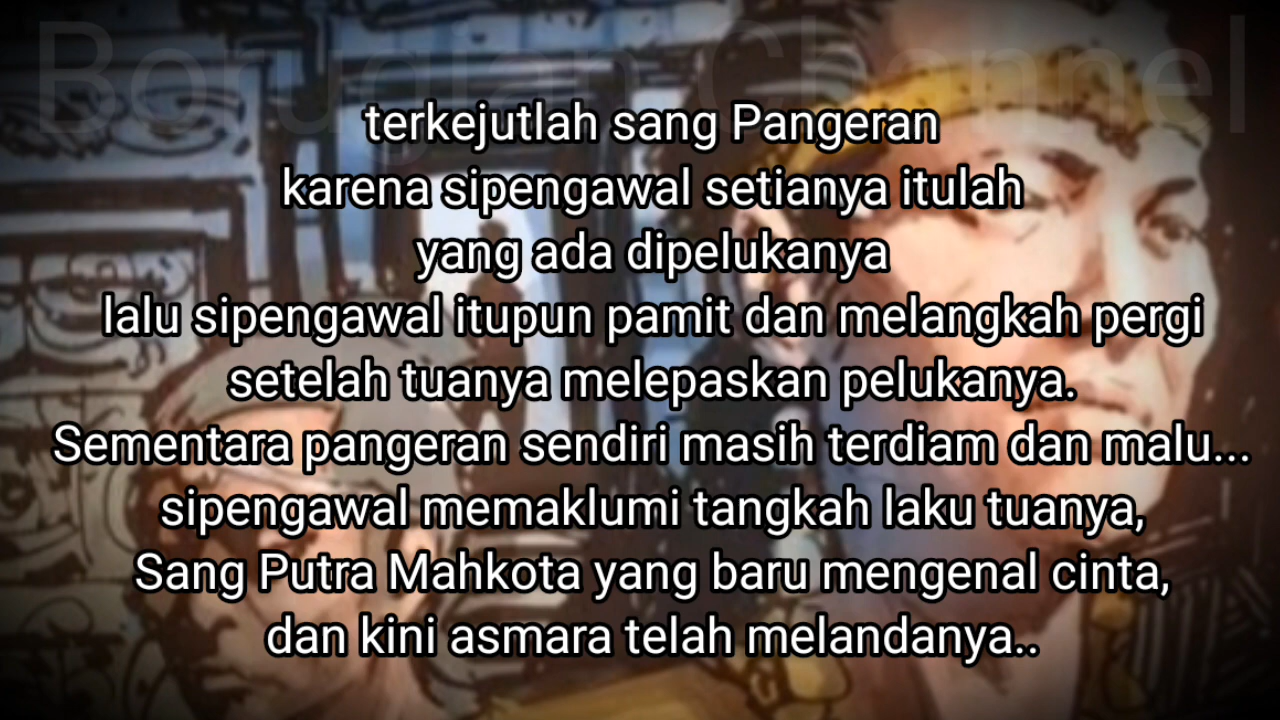 Borugian Channel
terkejutlah sang Pangeran
karena sipengawal setianya itulah
yang ada dipelukanya
lalu sipengawal itupun pamit dan melangkah pergi
setelah tuanya melepaskan pelukanya.
Sementara pangeran sendiri masih terdiam dan malu...
sipengawal memaklumi tangkah laku tuanya,
Sang Putra Mahkota yang baru mengenal cinta,
dan kini asmara telah melandanya..